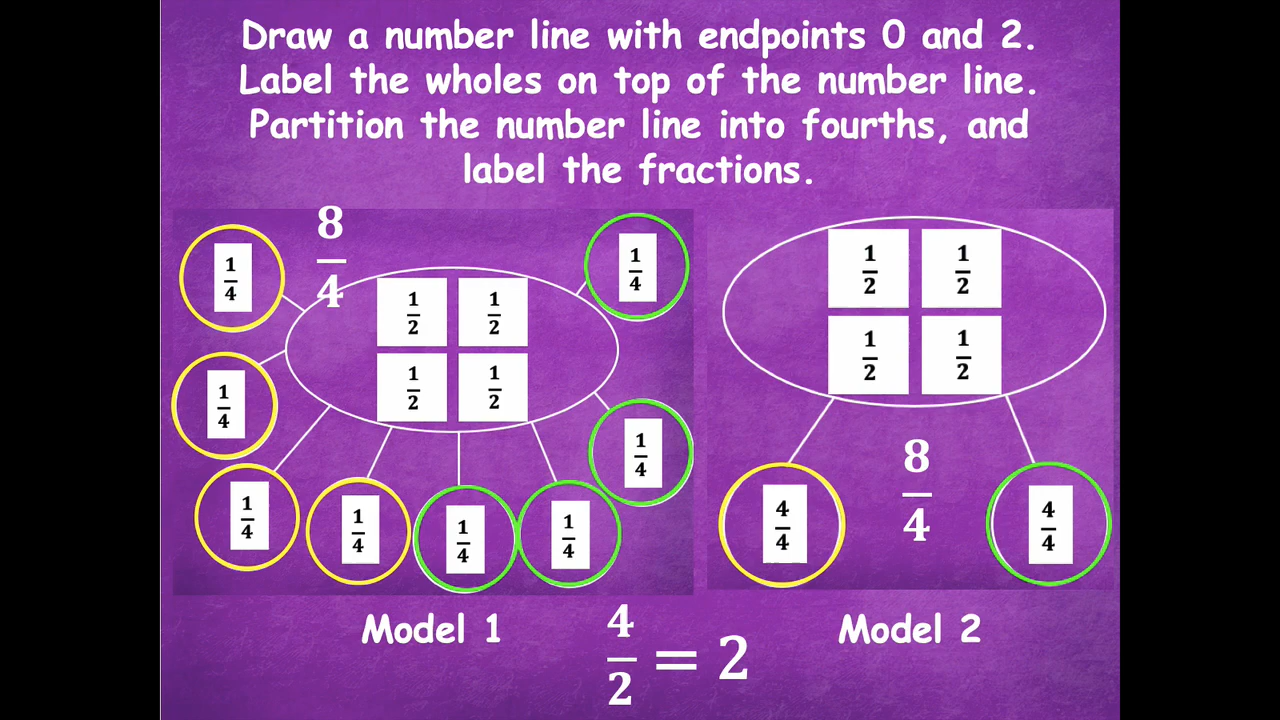 Draw a number line with endpoints 0 and 2.
Label the wholes on top of the number line.
Partition the number line into fourths, and
label the fractions.
8/4
1/4
1/4
1/4
1/4
1/4
1/4
1/4
1/4
1/2 1/2
1/2 1/2
1/2 1/2
1/2 1/2
4/4 8/4 4/4
Model 1
4/2 = 2
Model 2